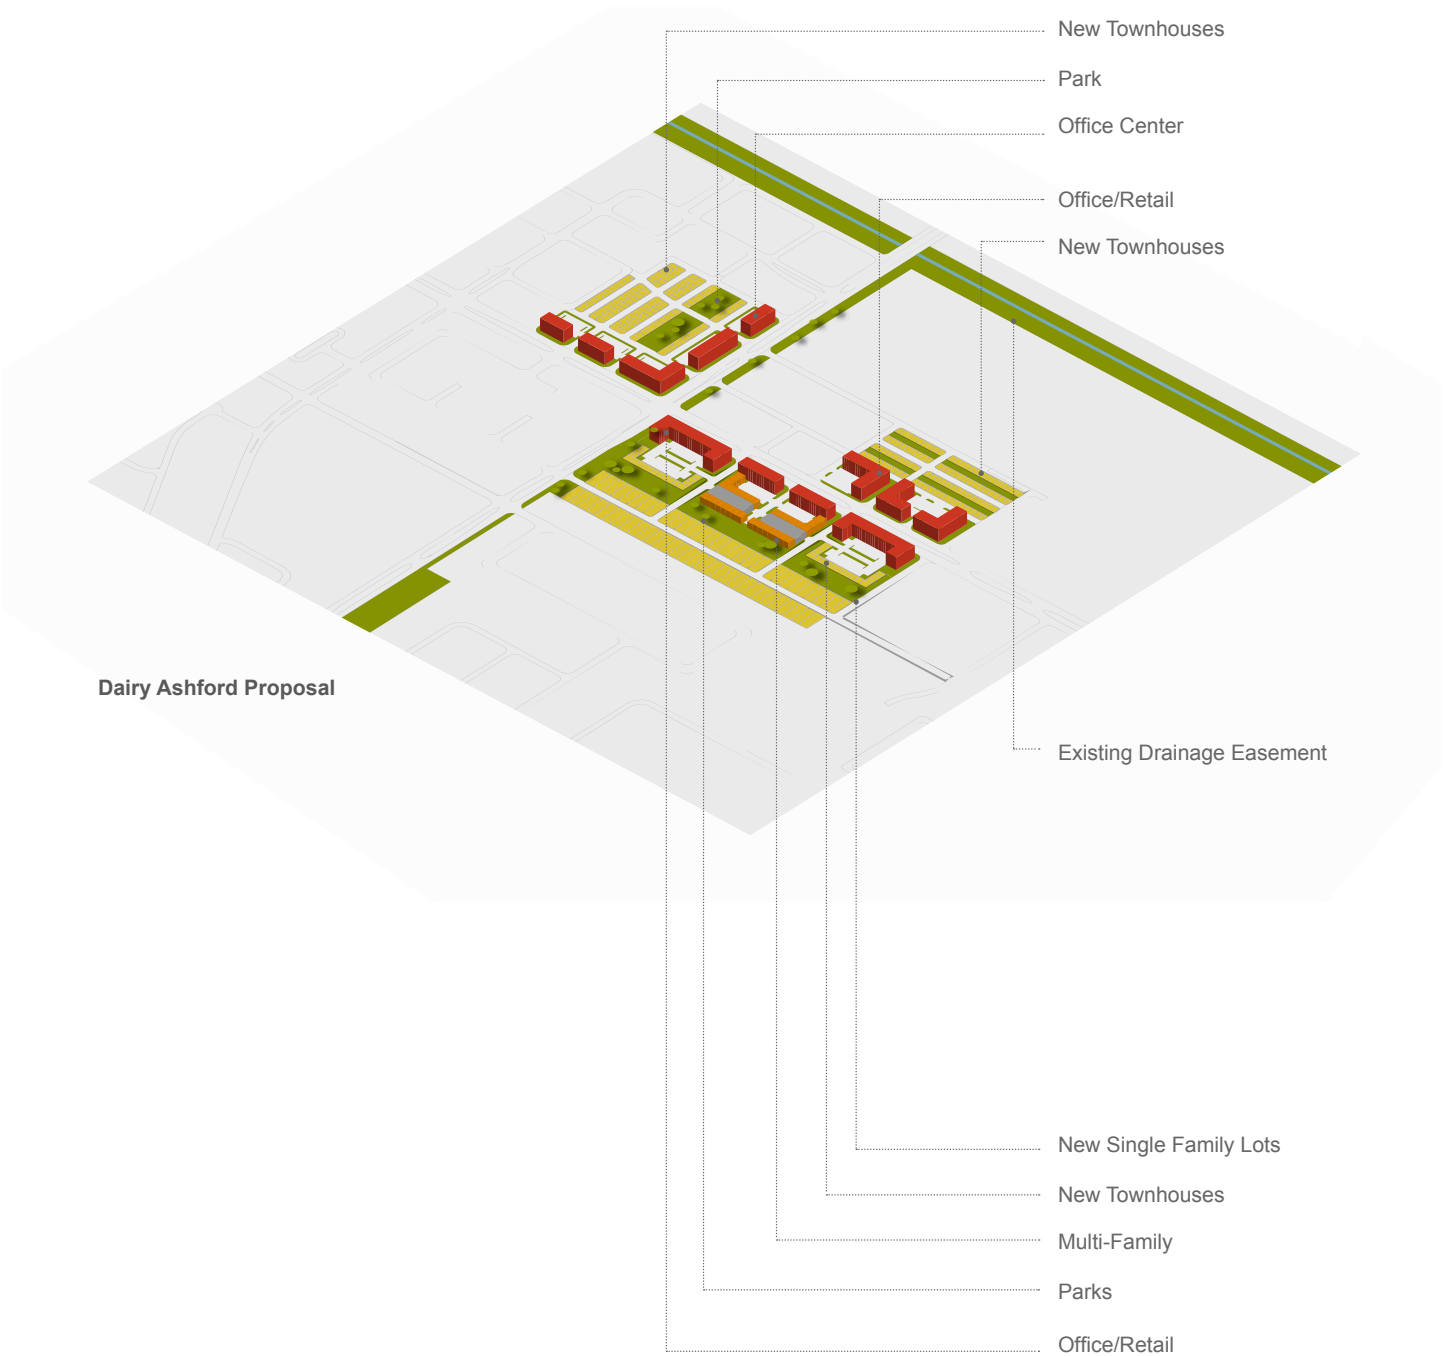 New Townhouses
Park
Office Center
Office/Retail
New Townhouses
Dairy Ashford Proposal
Existing Drainage Easement
New Single Family Lots
New Townhouses
Multi-Family
Parks
Office/Retail